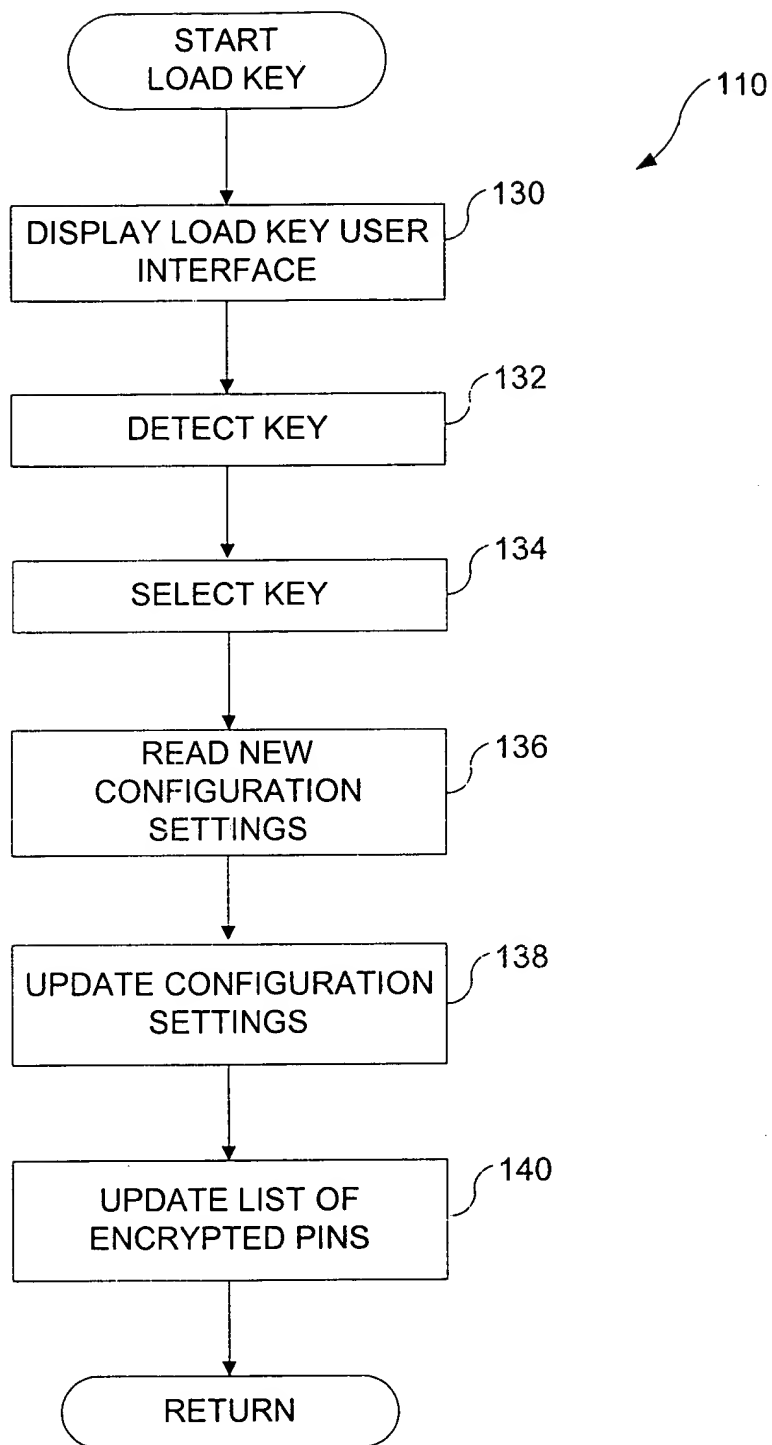 START
LOAD KEY
110
130
DISPLAY LOAD KEY USER
INTERFACE
132
DETECT KEY
134
SELECT KEY
136
READ NEW
CONFIGURATION
SETTINGS
138
UPDATE CONFIGURATION
SETTINGS
140
UPDATE LIST OF
ENCRYPTED PINS
RETURN